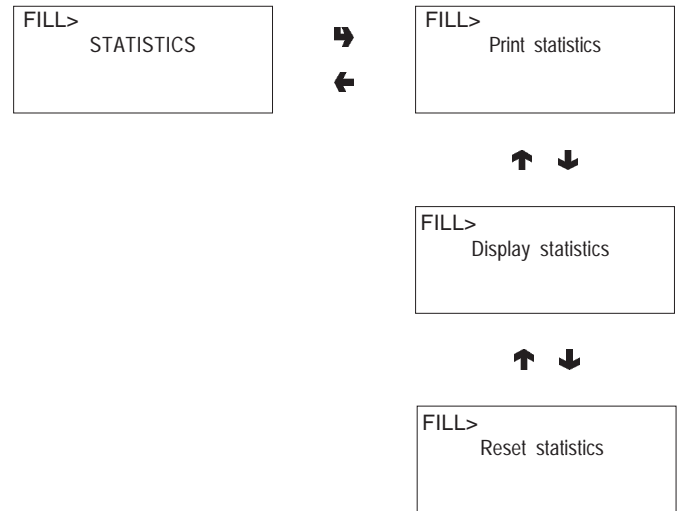 FILL>
STATISTICS
FILL>
Print statistics
FILL>
Display statistics
FILL>
Reset statistics